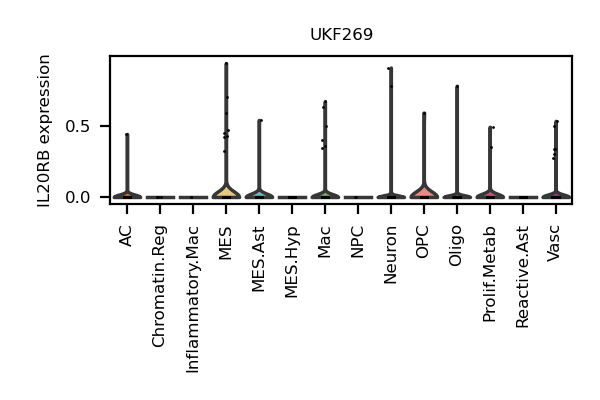 UKF269
IL20RB expression
0.5
0.0
AC
Chromatin.Reg
Inflammatory.Mac
MES
MES.Ast
MES.Hyp
Mac
NPC
Neuron
OPC
Oligo
Prolif.Metab
Reactive.Ast
Vasc